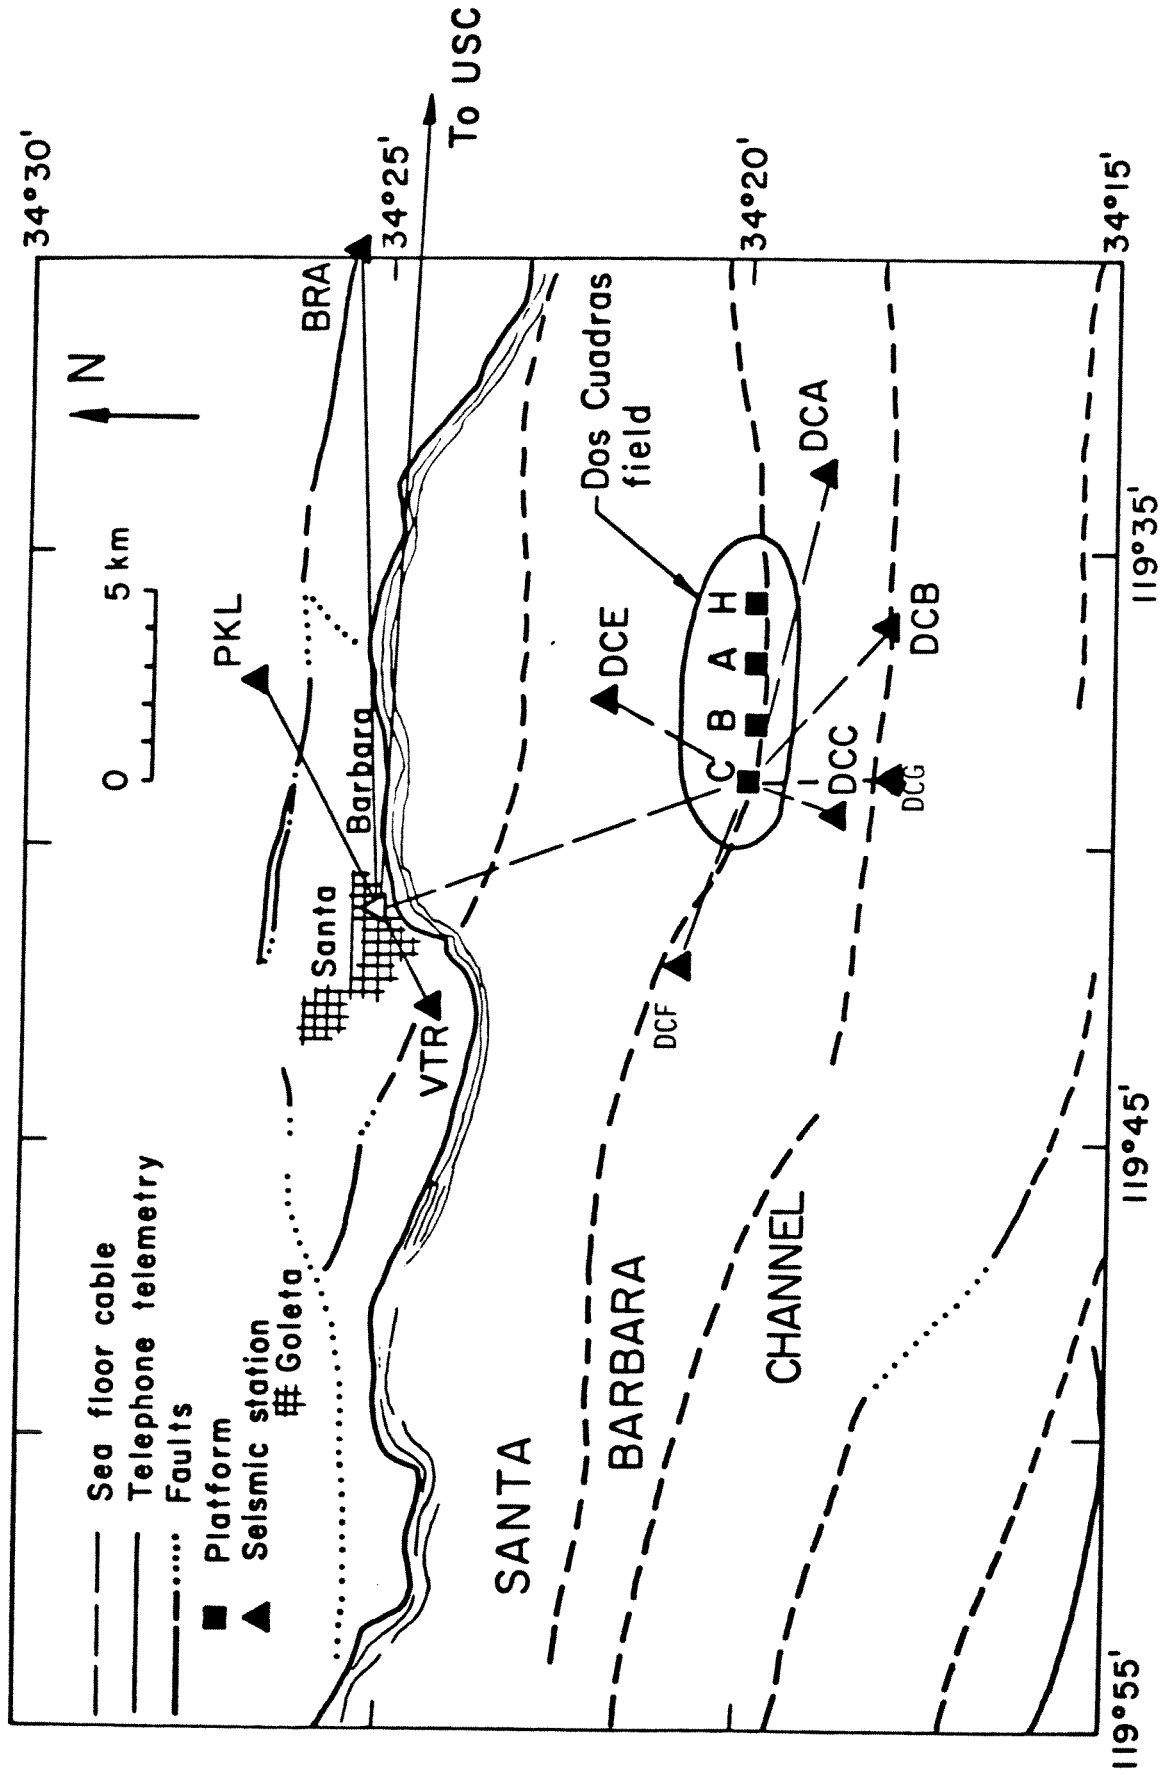 Sea floor cable
Telephone telemetry
Faults
Platform
Seismic station
Goleta
0 5 km
N
34°30'
34°25'
34°20'
34°15'
To USC
BRA
PKL
Santa Barbara
VTR
Dos Cuadras
field
DCE
C B A H
DCA
DCB
DCC
DCG
DCF
SANTA
BARBARA
CHANNEL
119°55'
119°45'
119°35'